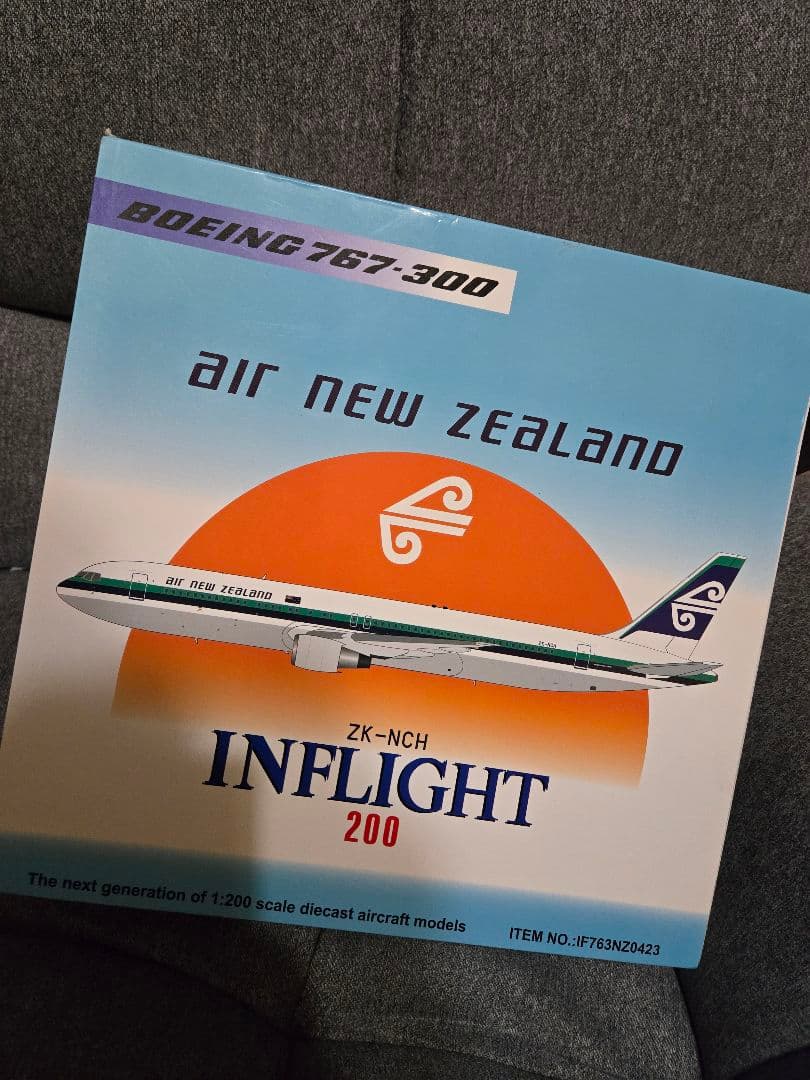 BOEING 767-300
air new zealand
air new zealand
ZK-NCH
INFLIGHT
200
The next generation of 1:200 scale diecast aircraft models
ITEM NO.:IF763NZ0423